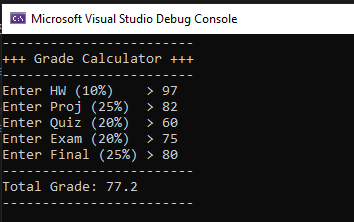 Microsoft Visual Studio Debug Console
------------------------
+++ Grade Calculator +++
------------------------
Enter HW (10%)    > 97
Enter Proj (25%)  > 82
Enter Quiz (20%)  > 60
Enter Exam (20%)  > 75
Enter Final (25%) > 80
------------------------
Total Grade: 77.2
------------------------